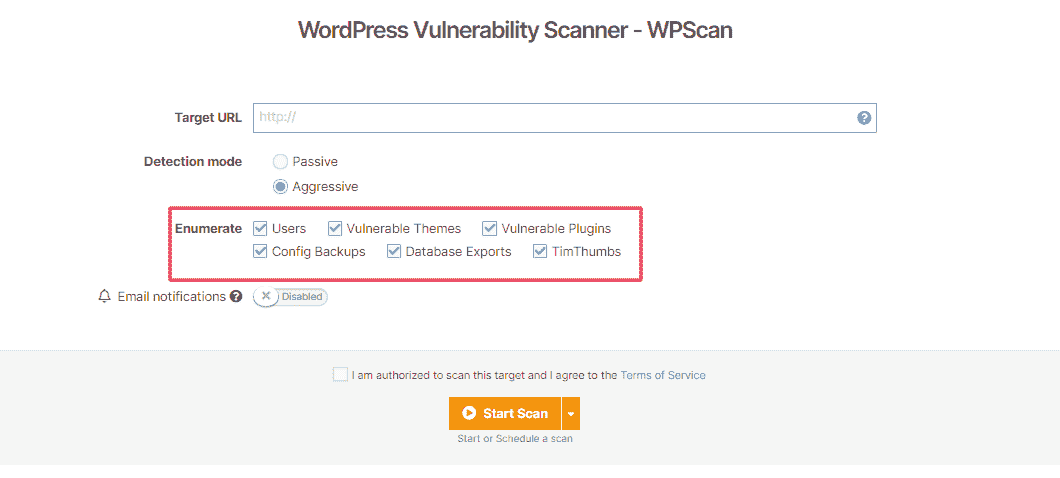 WordPress Vulnerability Scanner - WPScan
Target URL http://
Detection mode Passive
Aggressive
Enumerate Users Vulnerable Themes Vulnerable Plugins
Config Backups Database Exports TimThumbs
Email notifications ? Disabled
I am authorized to scan this target and I agree to the Terms of Service
Start Scan
Start or Schedule a scan